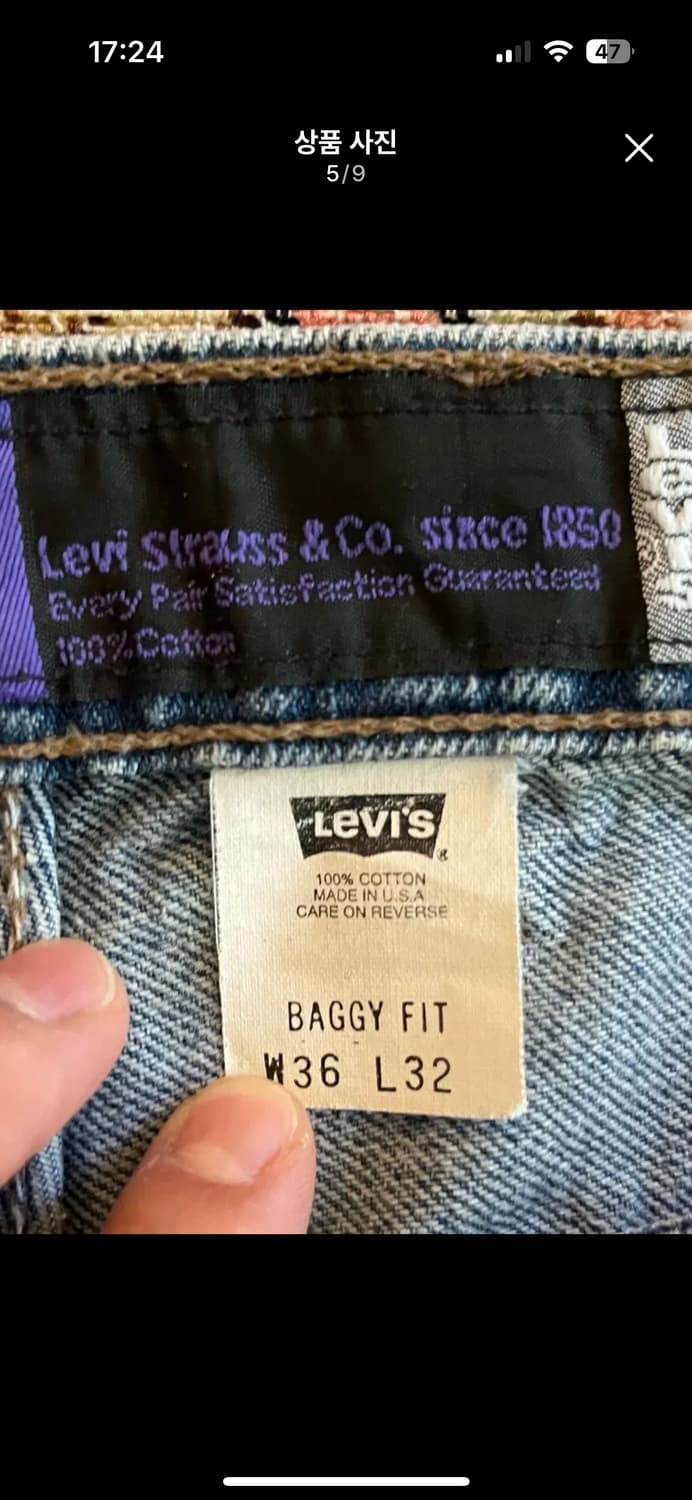 17:24
47
상품 사진
5/9
Levi Strauss & Co. since 1850
Every Pair Satisfaction Guaranteed
100% Cotton
LEVI'S
100% COTTON
MADE IN U.S.A
CARE ON REVERSE
BAGGY FIT
W36 L32